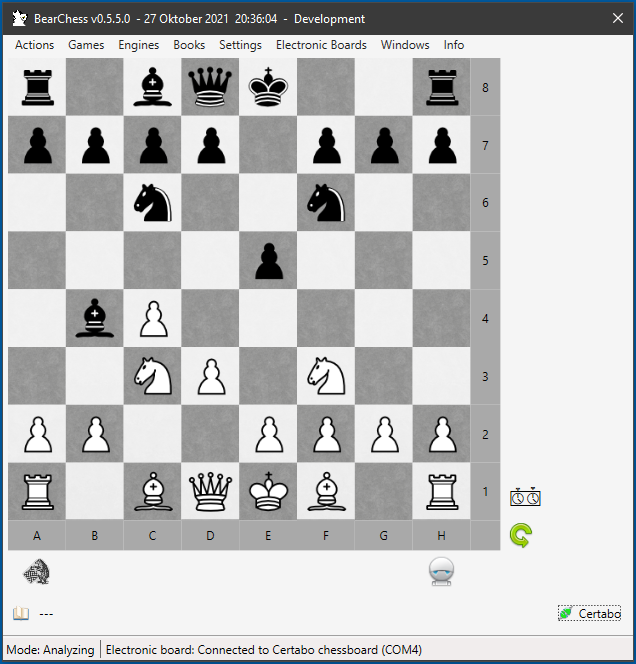 BearChess v0.5.5.0 - 27 Oktober 2021 20:36:04 - Development
Actions Games Engines Books Settings Electronic Boards Windows Info
8
7
6
5
4
3
2
1
A B C D E F G H
--- Certabo
Mode: Analyzing Electronic board: Connected to Certabo chessboard (COM4)